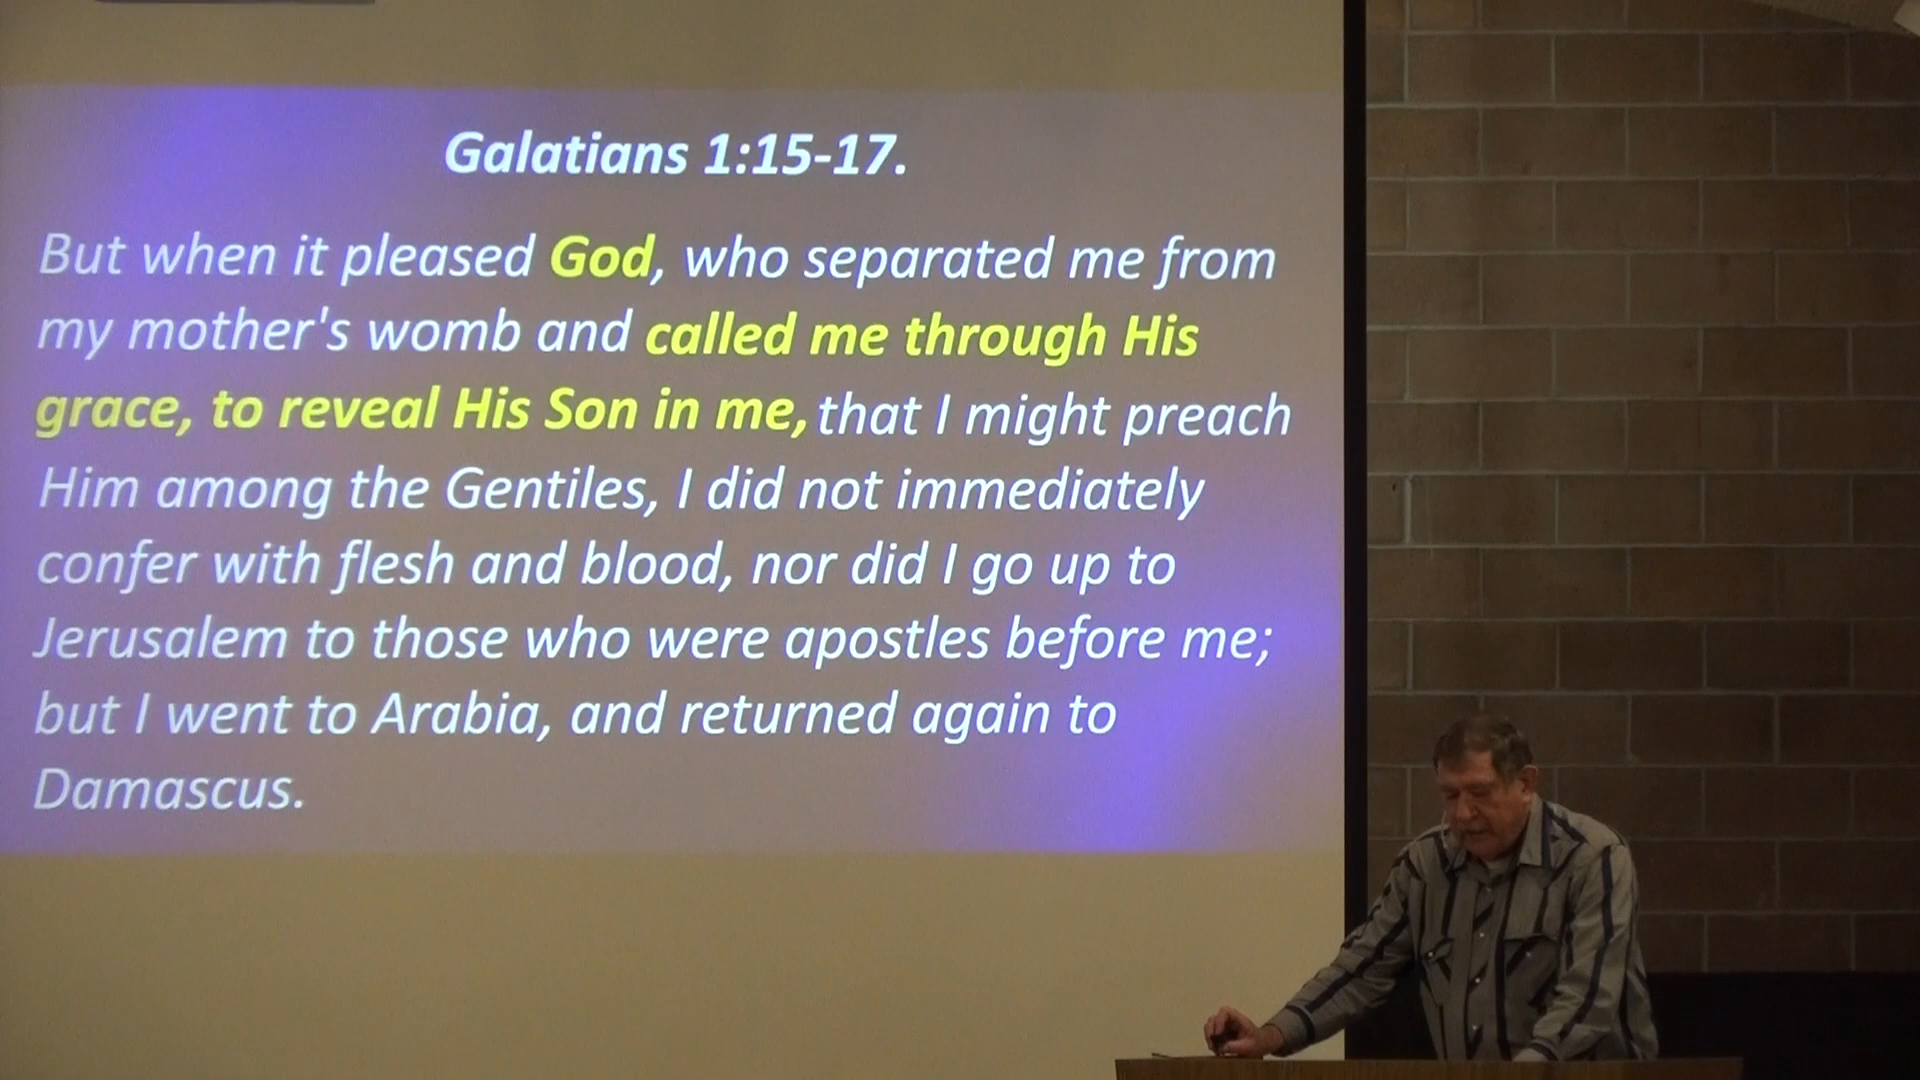 Galatians 1:15-17.
But when it pleased God, who separated me from
my mother's womb and called me through His
grace, to reveal His Son in me, that I might preach
Him among the Gentiles, I did not immediately
confer with flesh and blood, nor did I go up to
Jerusalem to those who were apostles before me;
but I went to Arabia, and returned again to
Damascus.